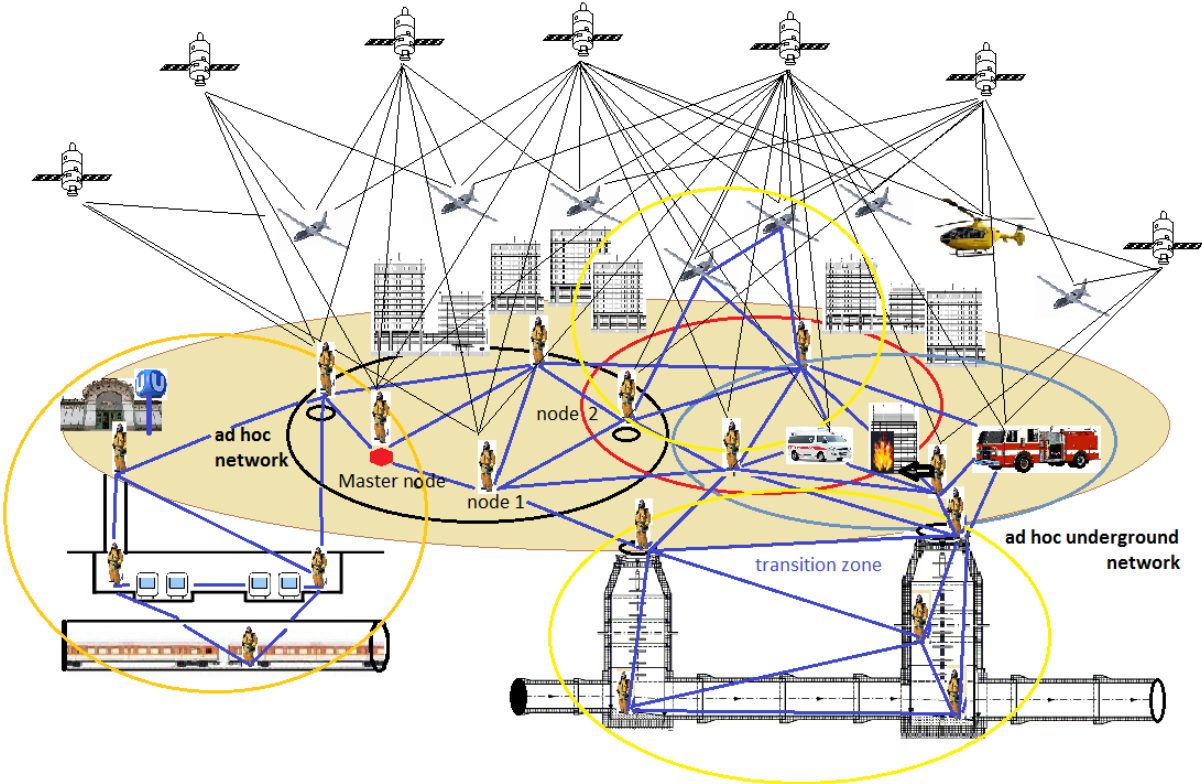 node 2
ad hoc
network
Master node
node 1
ad hoc underground
network
transition zone